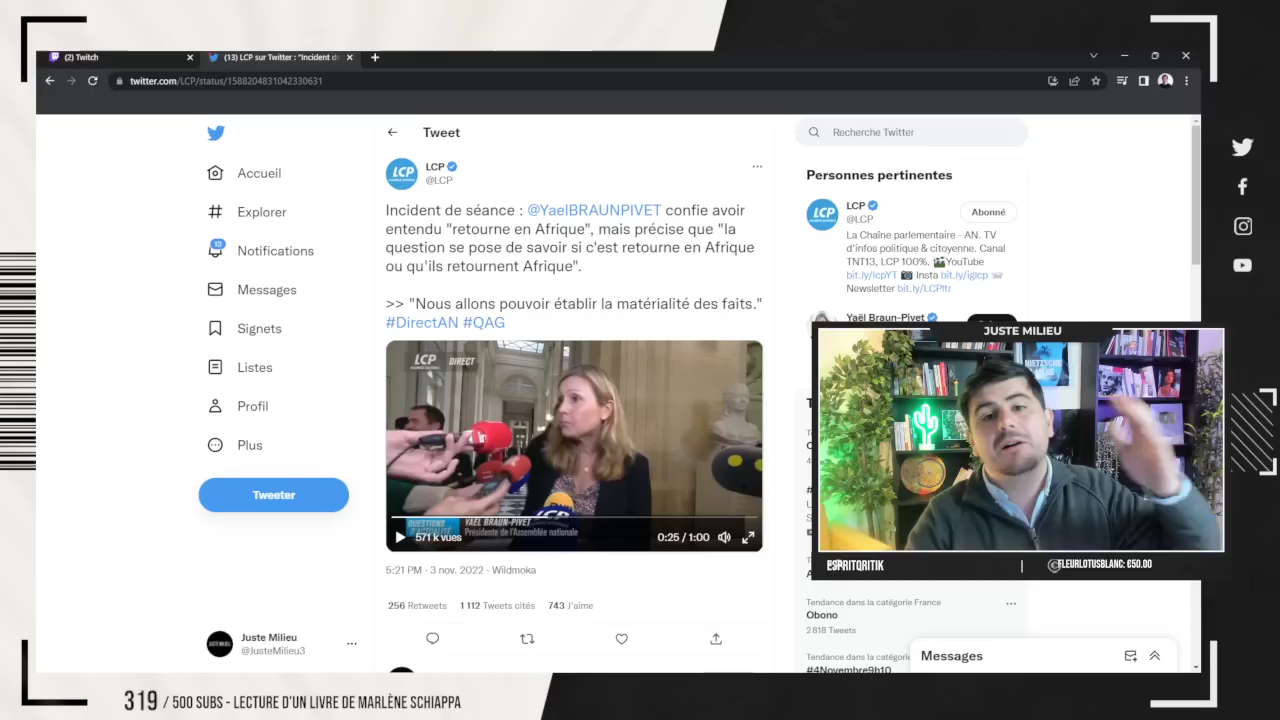 (2) Twitch
(13) LCP sur Twitter : "Incident d
twitter.com/LCP/status/1588204831042330631
Tweet
Accueil
Explorer
13
Notifications
Messages
Signets
Listes
Profil
Plus
Tweeter
Juste Milieu
@JusteMilieu3
LCP
LCP
@LCP
Incident de séance : @YaelBRAUNPIVET confie avoir
entendu "retourne en Afrique", mais précise que "la
question se pose de savoir si c'est retourne en Afrique
ou qu'ils retournent Afrique".
>> "Nous allons pouvoir établir la matérialité des faits."
#DirectAN #QAG
LCP
DIRECT
LCP
QUESTIONS
D'ACTUALITÉ
YAËL BRAUN-PIVET
Présidente de l'Assemblée nationale
571 k vues
0:25 / 1:00
5:21 PM · 3 nov. 2022 · Wildmoka
256 Retweets 1 112 Tweets cités 743 J'aime
Recherche Twitter
Personnes pertinentes
LCP
LCP
@LCP
Abonné
La Chaîne parlementaire - AN. TV
d'infos politique & citoyenne. Canal
TNT13, LCP 100%. YouTube
bit.ly/lcpYT Insta bit.ly/iglcp
Newsletter bit.ly/LCPltr
Yaël Braun-Pivet
JUSTE MILIEU
NIETZSCHE
ESPRITQRITIK
|
FLEURLOTUSBLANC: €50.00
Tendance dans la catégorie France
Obono
2 818 Tweets
Tendance dans la catégorie
#4Novembre9h10
Messages
319 / 500 SUBS - LECTURE D'UN LIVRE DE MARLÈNE SCHIAPPA